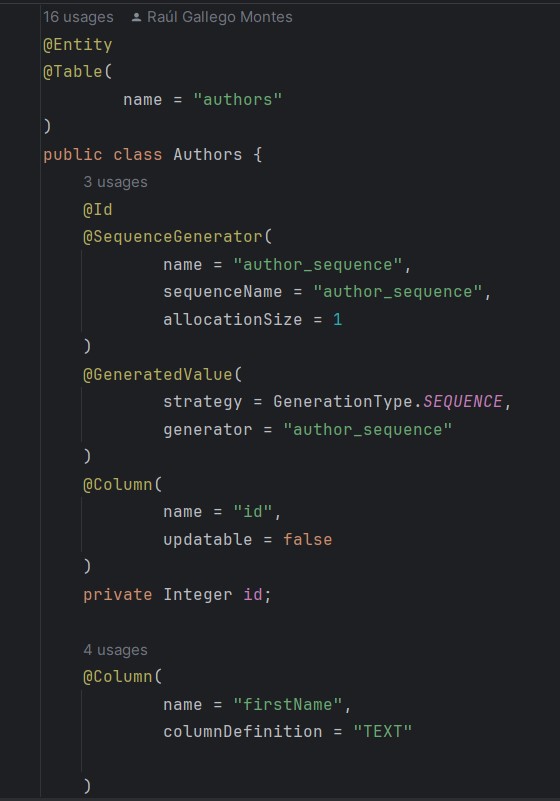 16 usages Raúl Gallego Montes
@Entity
@Table(
name = "authors"
)
public class Authors {
3 usages
@Id
@SequenceGenerator(
name = "author_sequence",
sequenceName = "author_sequence",
allocationSize = 1
)
@GeneratedValue(
strategy = GenerationType.SEQUENCE,
generator = "author_sequence"
)
@Column(
name = "id",
updatable = false
)
private Integer id;
4 usages
@Column(
name = "firstName",
columnDefinition = "TEXT"
)